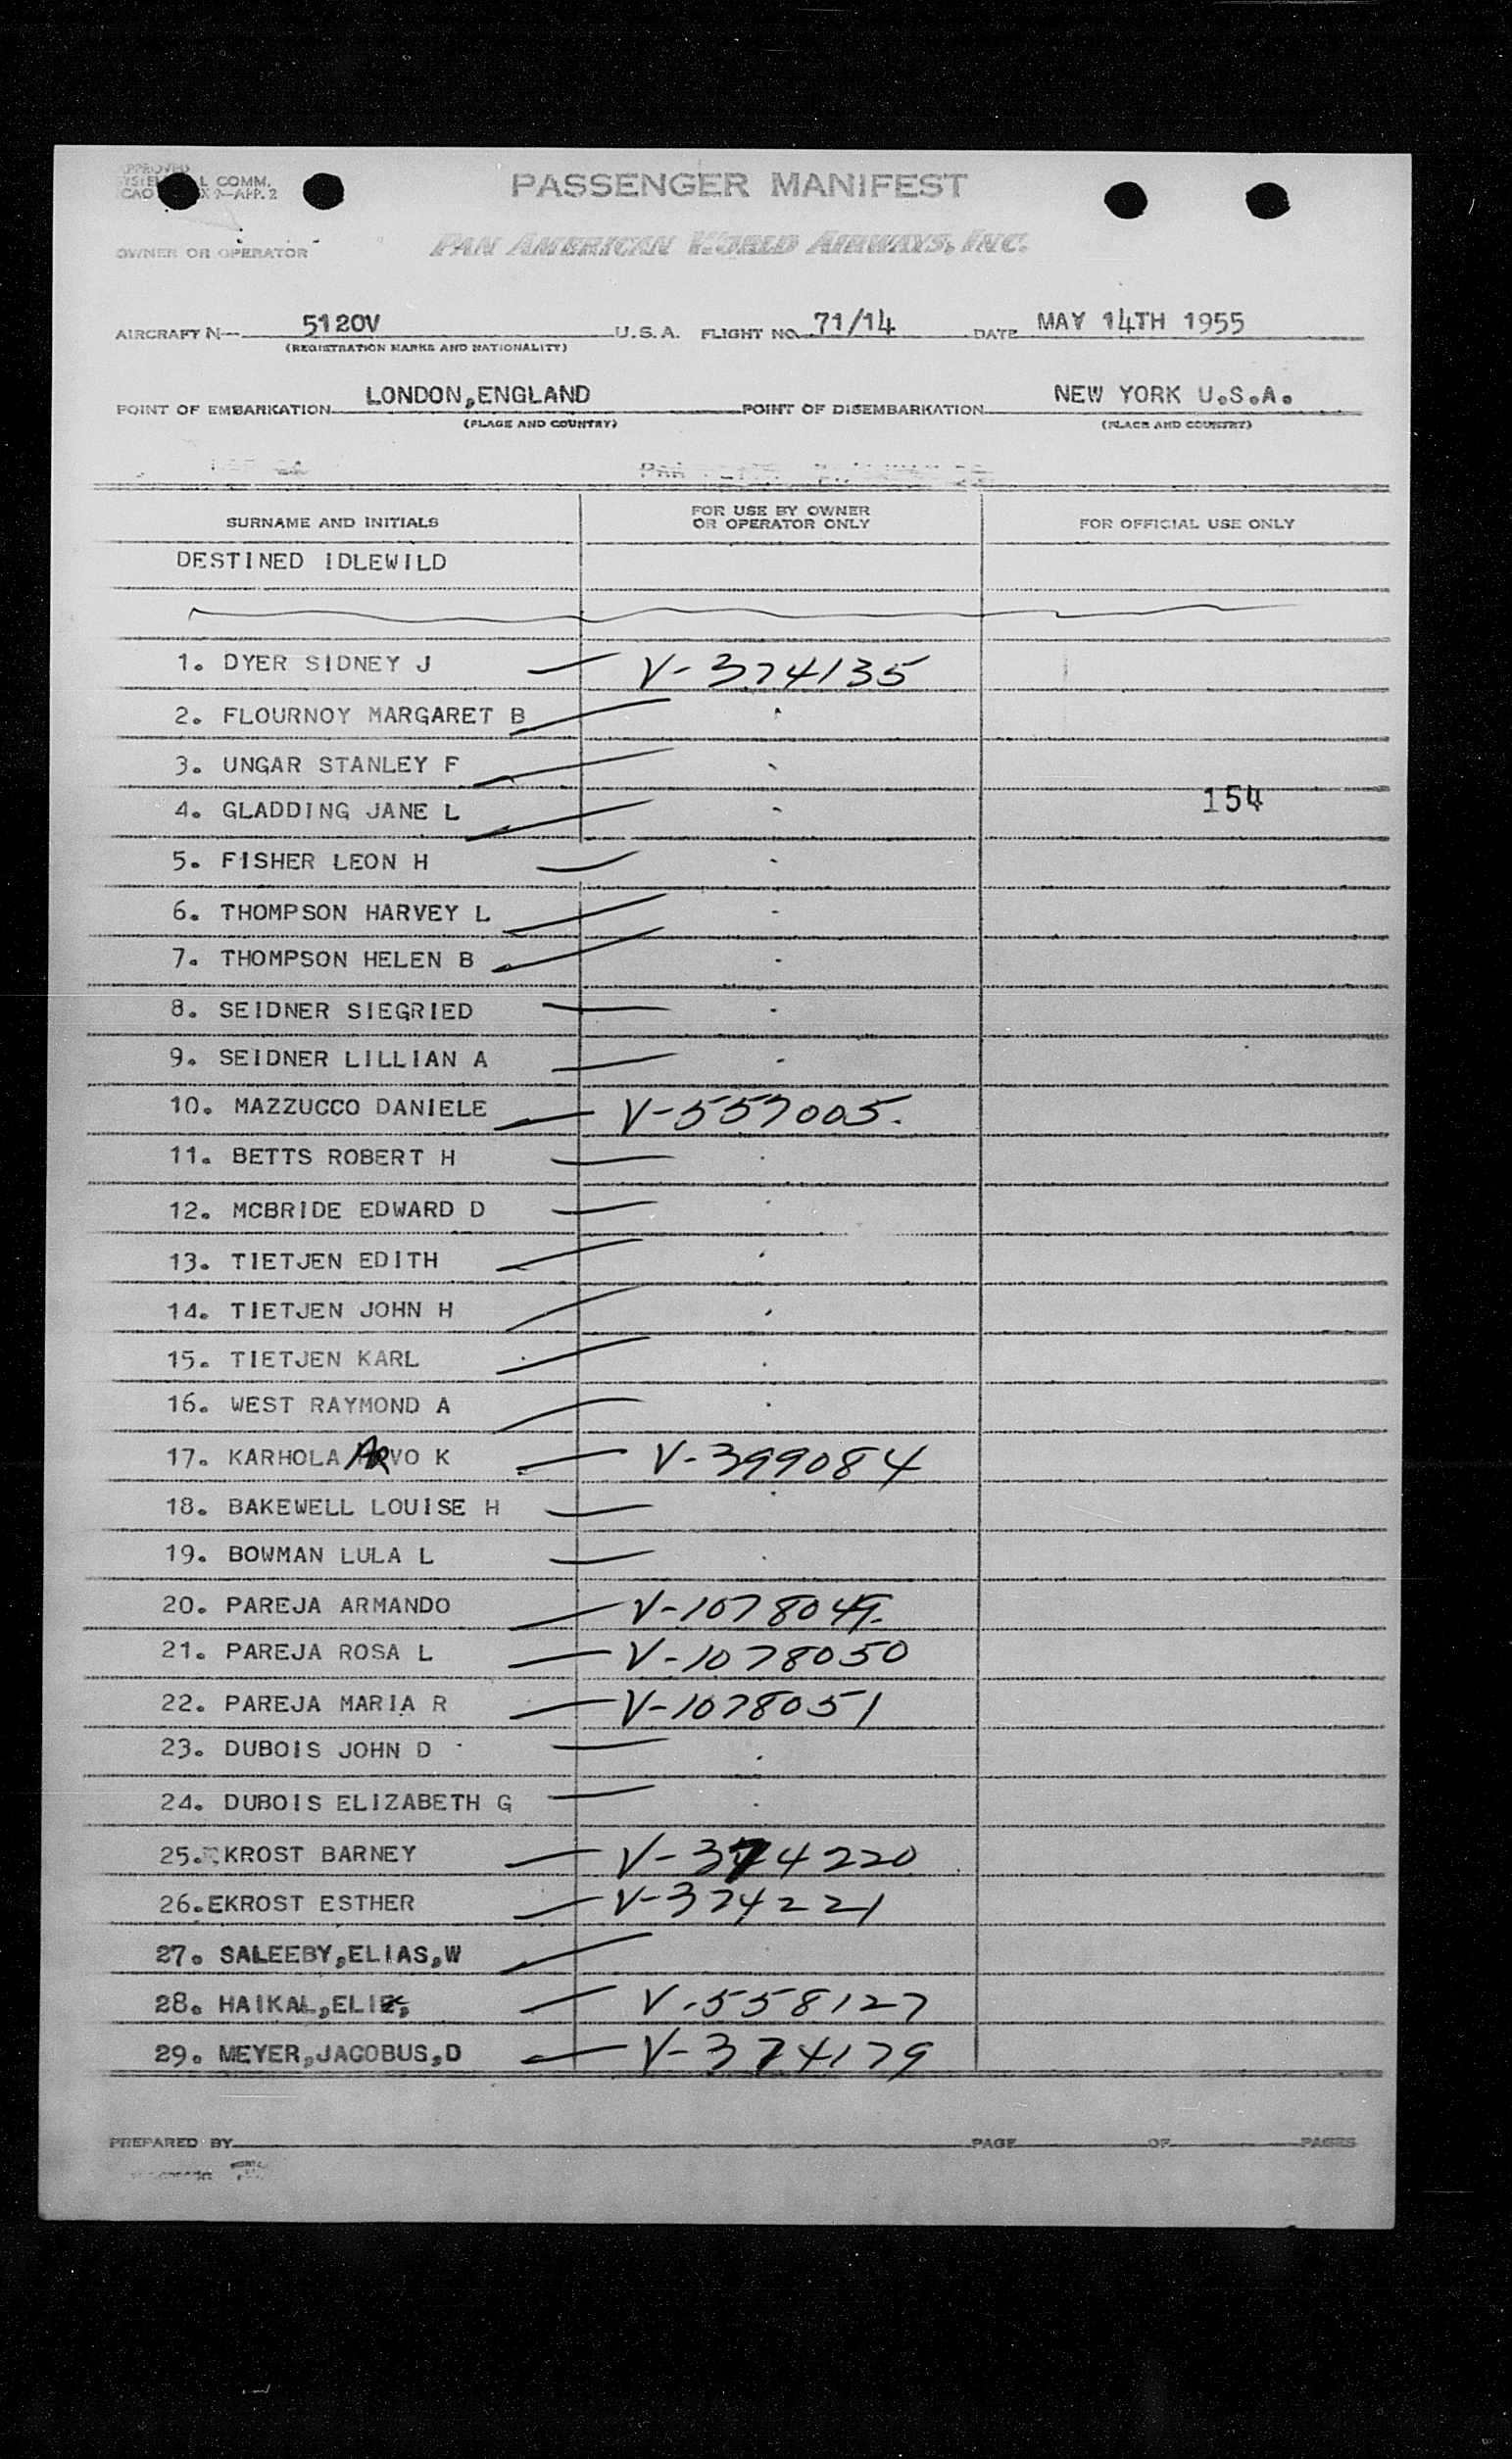 PASSENGER MANIFEST
L COMM.
9—APP. 2
OWNER OR OPERATOR
PAN AMERICAN WORLD AIRWAYS, INC.
AIRCRAFT N— 5120V U.S.A. FLIGHT NO. 71/14 DATE MAY 14TH 1955
(REGISTRATION MARKS AND NATIONALITY)
POINT OF EMBARKATION LONDON,ENGLAND POINT OF DISEMBARKATION NEW YORK U.S.A.
(PLACE AND COUNTRY) (PLACE AND COUNTRY)
SURNAME AND INITIALS FOR USE BY OWNER OR OPERATOR ONLY FOR OFFICIAL USE ONLY
DESTINED IDLEWILD
1. DYER SIDNEY J V-374135
2. FLOURNOY MARGARET B
3. UNGAR STANLEY F
154
4. GLADDING JANE L
5. FISHER LEON H
6. THOMPSON HARVEY L
7. THOMPSON HELEN B
8. SEIDNER SIEGRIED
9. SEIDNER LILLIAN A
10. MAZZUCCO DANIELE V-557005.
11. BETTS ROBERT H
12. MCBRIDE EDWARD D
13. TIETJEN EDITH
14. TIETJEN JOHN H
15. TIETJEN KARL
16. WEST RAYMOND A
17. KARHOLA ARVO K V-399084
18. BAKEWELL LOUISE H
19. BOWMAN LULA L
20. PAREJA ARMANDO V-1078049.
21. PAREJA ROSA L V-1078050
22. PAREJA MARIA R V-1078051
23. DUBOIS JOHN D
24. DUBOIS ELIZABETH G
25. KROST BARNEY V-374220
26.EKROST ESTHER V-374221
27. SALEEBY,ELIAS,W
28. HAIKAL,ELIE, V-558127
29. MEYER,JACOBUS,D V-374179
PREPARED BY PAGE OF PAGES